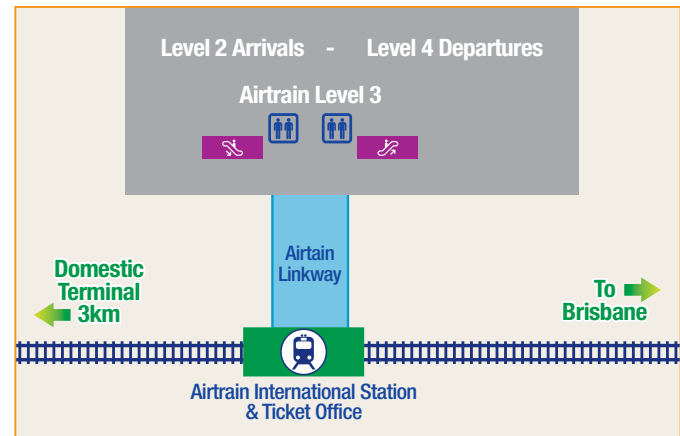 Level 2 Arrivals - Level 4 Departures
Airtrain Level 3
Airtain
Linkway
Domestic
Terminal
3km
To
Brisbane
Airtrain International Station
& Ticket Office